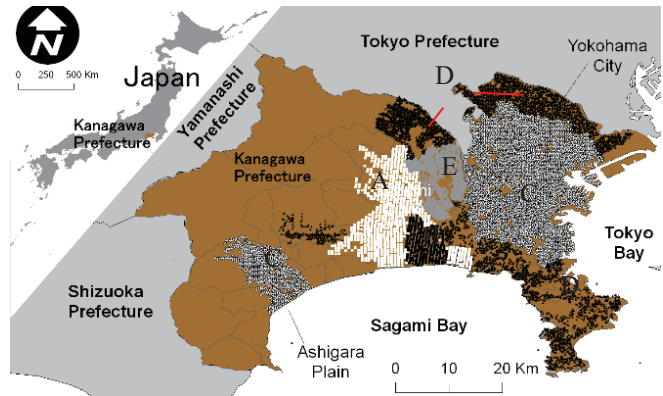 N
0 250 500 Km
Japan
Kanagawa
Prefecture
Yamanashi
Prefecture
Tokyo Prefecture
Yokohama
City
D
Kanagawa
Prefecture
A
E
C
C
Tokyo
Bay
Shizuoka
Prefecture
Sagami Bay
Ashigara
Plain
0 10 20 Km